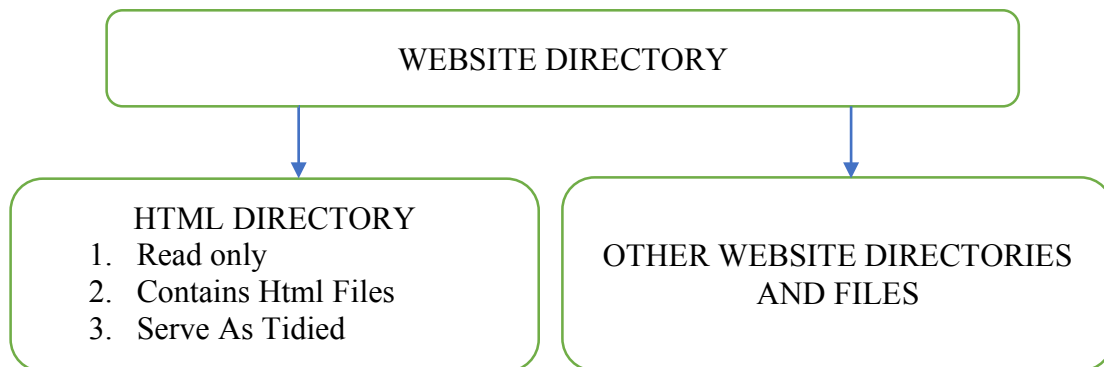 WEBSITE DIRECTORY
HTML DIRECTORY
1. Read only
2. Contains Html Files
3. Serve As Tidied
OTHER WEBSITE DIRECTORIES
AND FILES